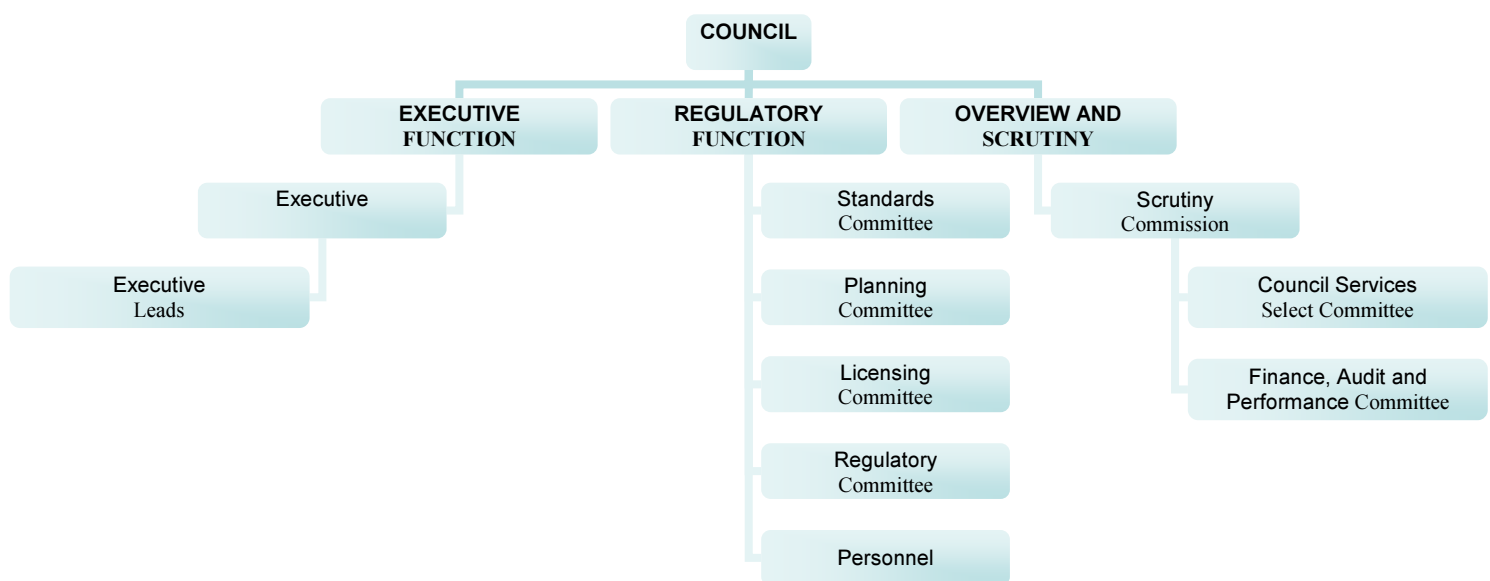 COUNCIL
EXECUTIVE
FUNCTION
REGULATORY
FUNCTION
OVERVIEW AND
SCRUTINY
Executive
Executive
Leads
Standards
Committee
Planning
Committee
Licensing
Committee
Regulatory
Committee
Personnel
Scrutiny
Commission
Council Services
Select Committee
Finance, Audit and
Performance Committee